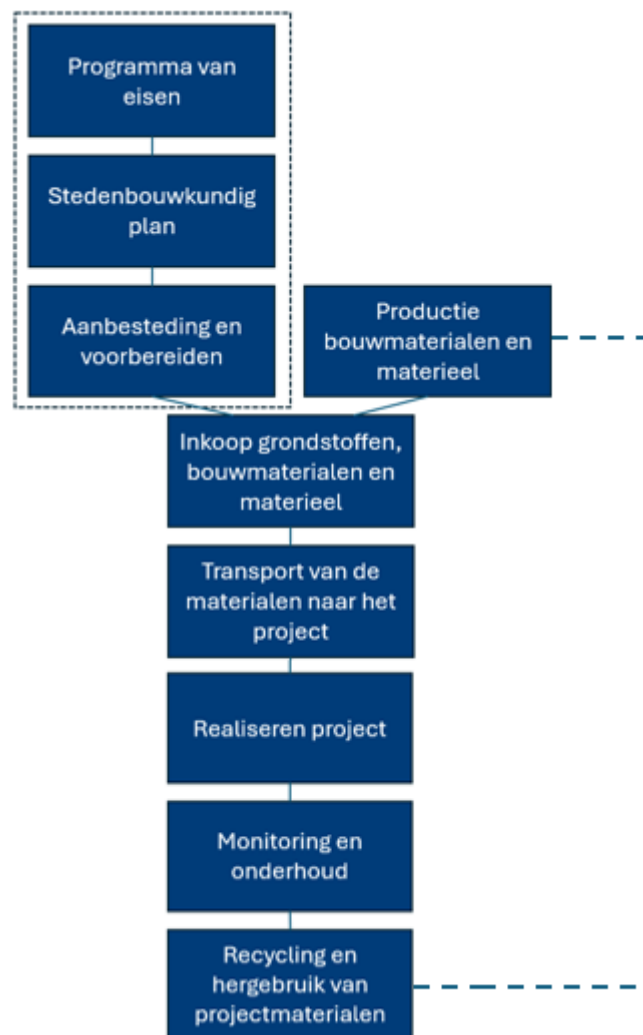 Programma van
eisen
Stedenbouwkundig
plan
Aanbesteding en
voorbereiden
Productie
bouwmaterialen en
materieel
Inkoop grondstoffen,
bouwmaterialen en
materieel
Transport van de
materialen naar het
project
Realiseren project
Monitoring en
onderhoud
Recycling en
hergebruik van
projectmaterialen